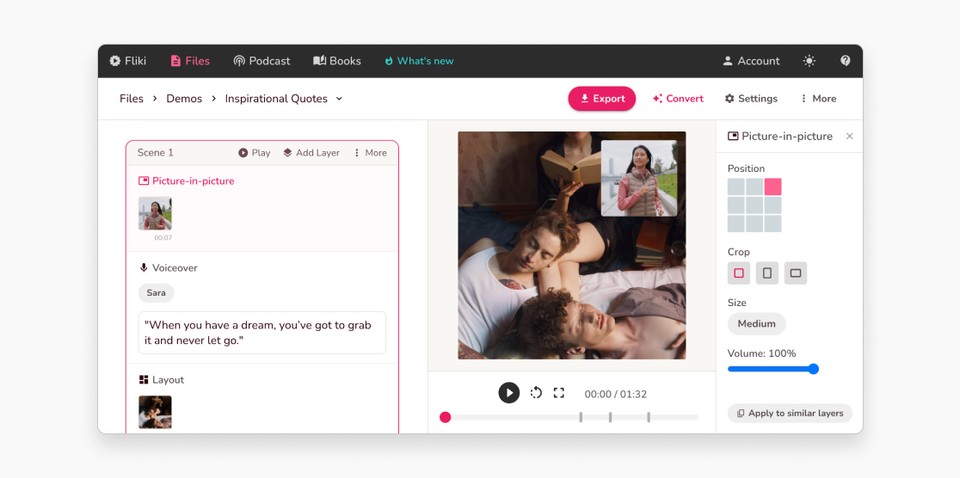 Fliki
Files
Podcast
Books
What's new
Account
Files
Demos
Inspirational Quotes
Export
Convert
Settings
More
Scene 1
Play
Add Layer
More
Picture-in-picture
00:07
Voiceover
Sara
"When you have a dream, you've got to grab
it and never let go."
Layout
00:00 / 01:32
Picture-in-picture
Position
Crop
Size
Medium
Volume: 100%
Apply to similar layers